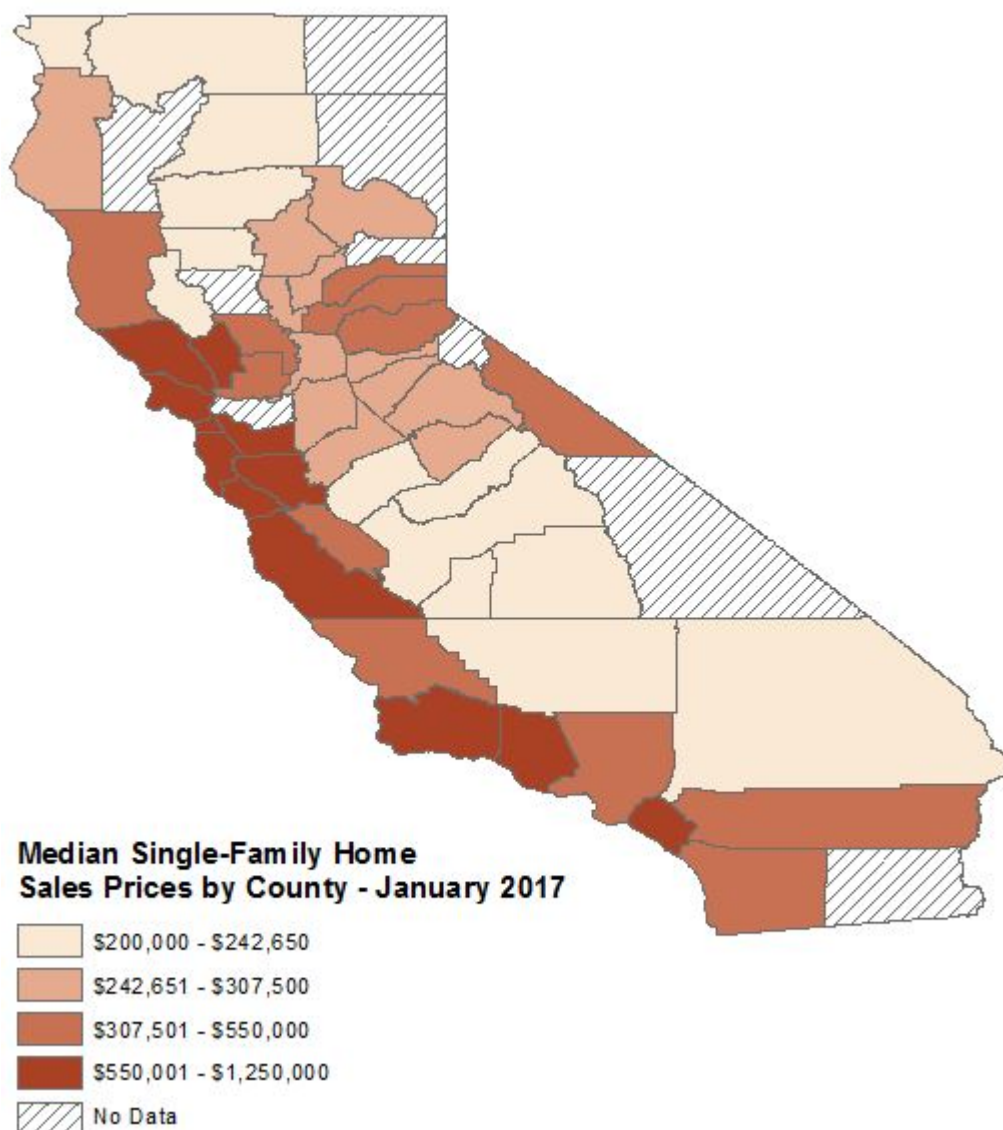 Median Single-Family Home
Sales Prices by County - January 2017
$200,000 - $242,650
$242,651 - $307,500
$307,501 - $550,000
$550,001 - $1,250,000
No Data